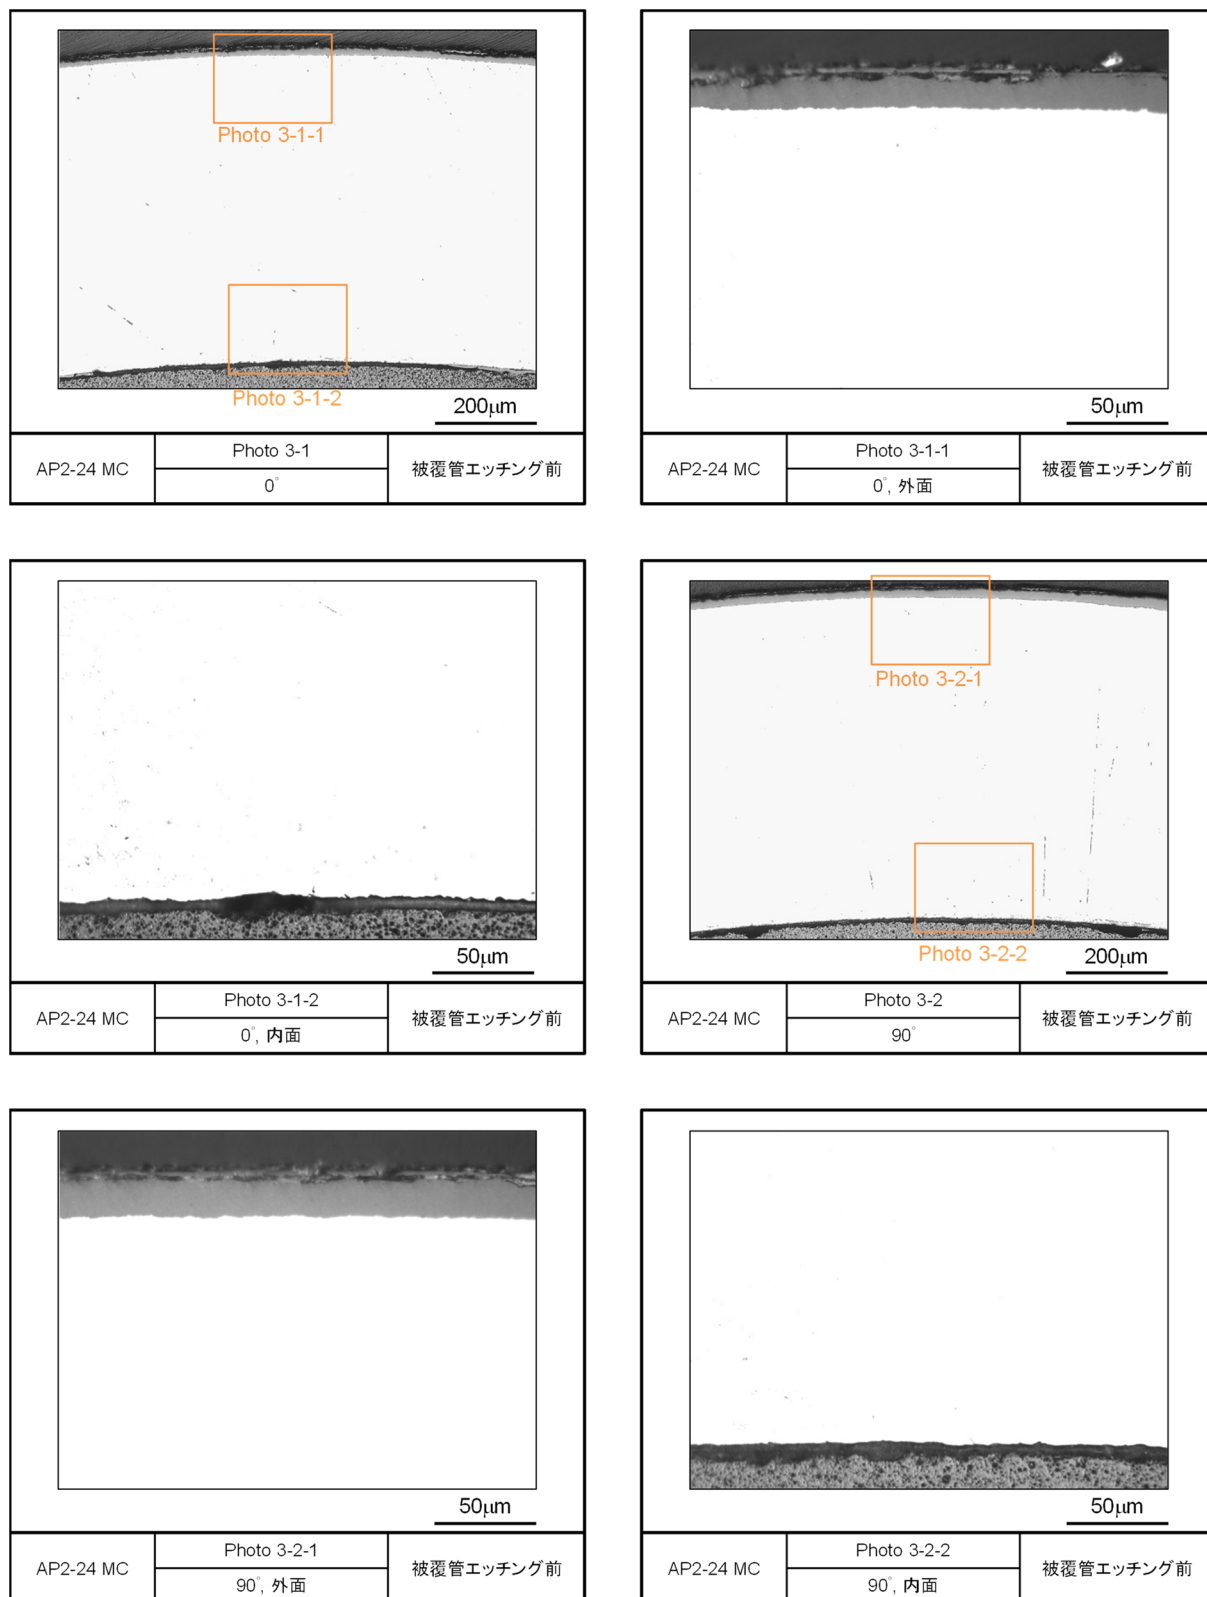 Photo 3-1-1
Photo 3-1-2
200μm
AP2-24 MC
Photo 3-1
0°
被覆管エッチング前
50μm
AP2-24 MC
Photo 3-1-1
0°, 外面
被覆管エッチング前
50μm
AP2-24 MC
Photo 3-1-2
0°, 内面
被覆管エッチング前
Photo 3-2-1
Photo 3-2-2
200μm
AP2-24 MC
Photo 3-2
90°
被覆管エッチング前
50μm
AP2-24 MC
Photo 3-2-1
90°, 外面
被覆管エッチング前
50μm
AP2-24 MC
Photo 3-2-2
90°, 内面
被覆管エッチング前